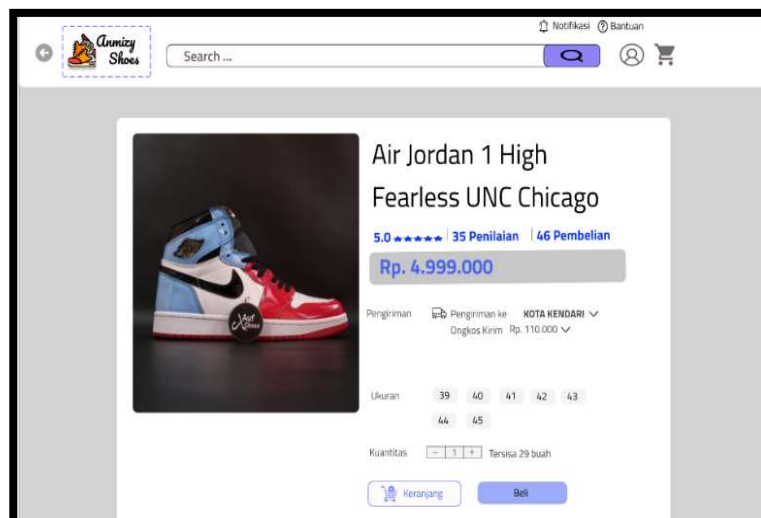 Notifikasi Bantuan
Anmizy
Shoes
Search ...
Air Jordan 1 High
Fearless UNC Chicago
5.0 ★★★★★ 35 Penilaian 46 Pembelian
Rp. 4.999.000
Pengiriman Pengiriman ke KOTA KENDARI
Ongkos Kirim Rp. 110.000
Auf
Shoes
Ukuran 39 40 41 42 43
44 45
Kuantitas - 1 + Tersisa 29 buah
Keranjang Beli